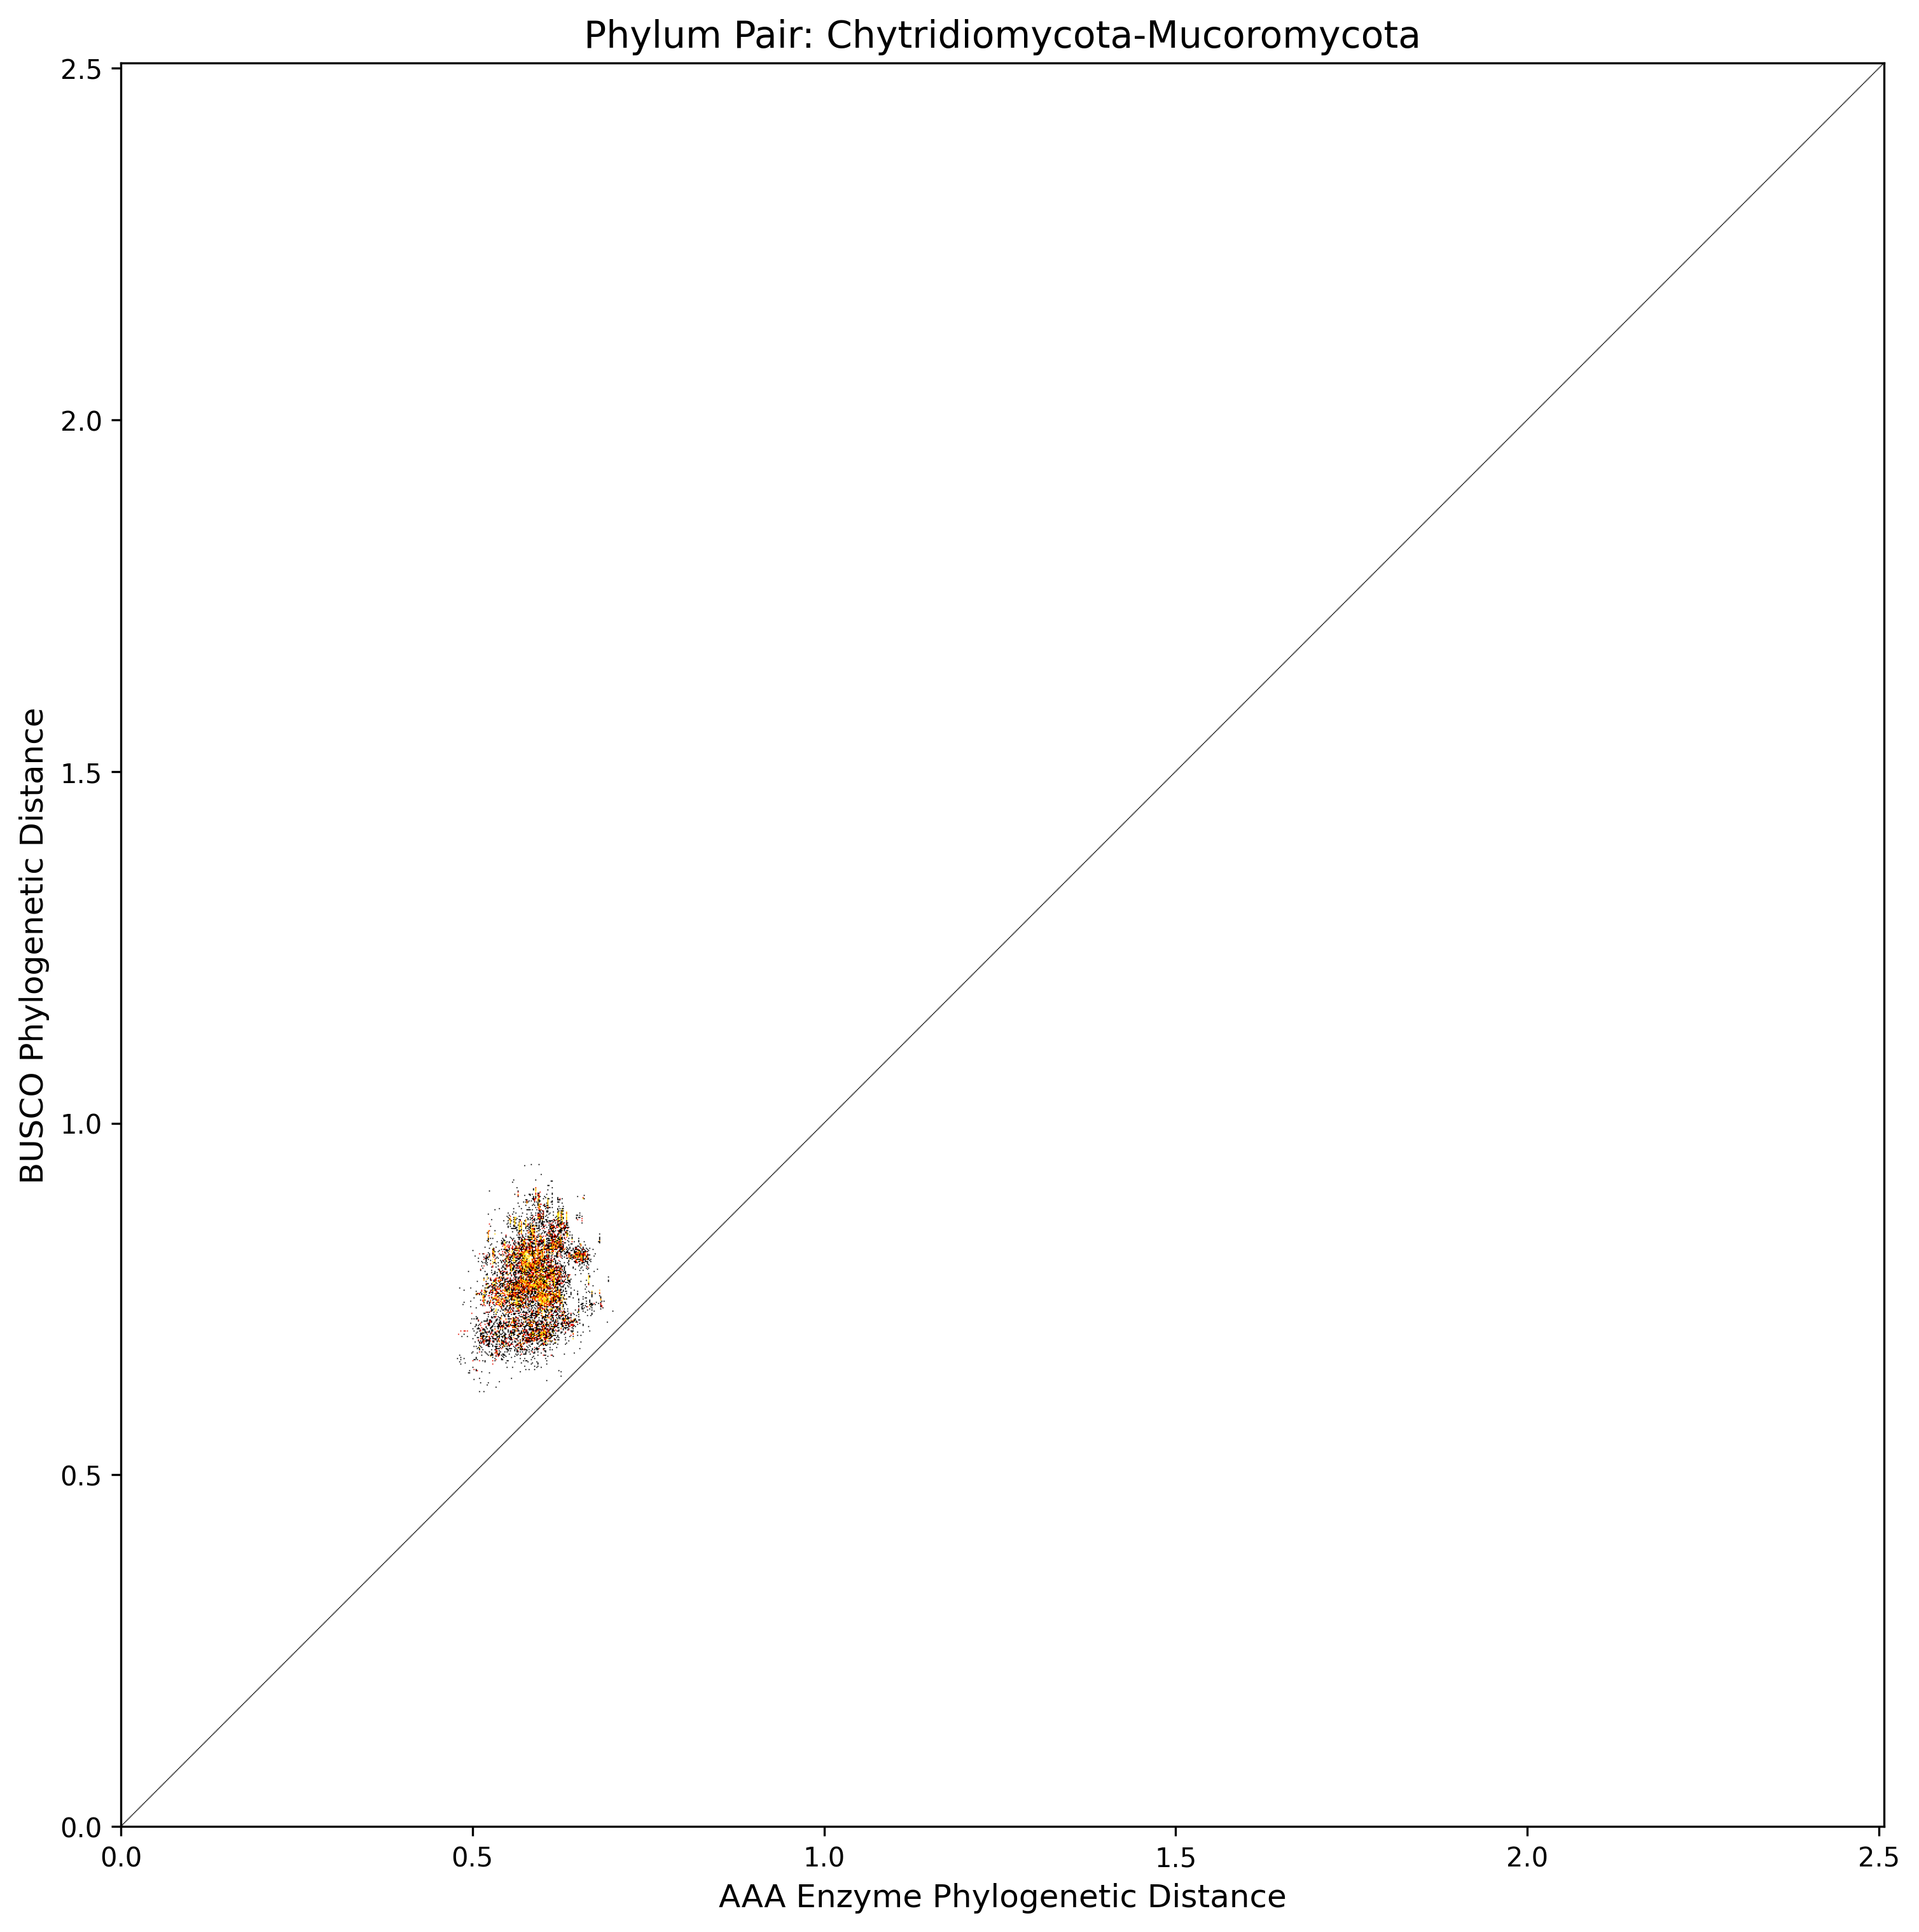 Phylum Pair: Chytridiomycota-Mucoromycota
2.5
2.0
1.5
1.0
0.5
0.0
BUSCO Phylogenetic Distance
0.0 0.5 1.0 1.5 2.0 2.5
AAA Enzyme Phylogenetic Distance